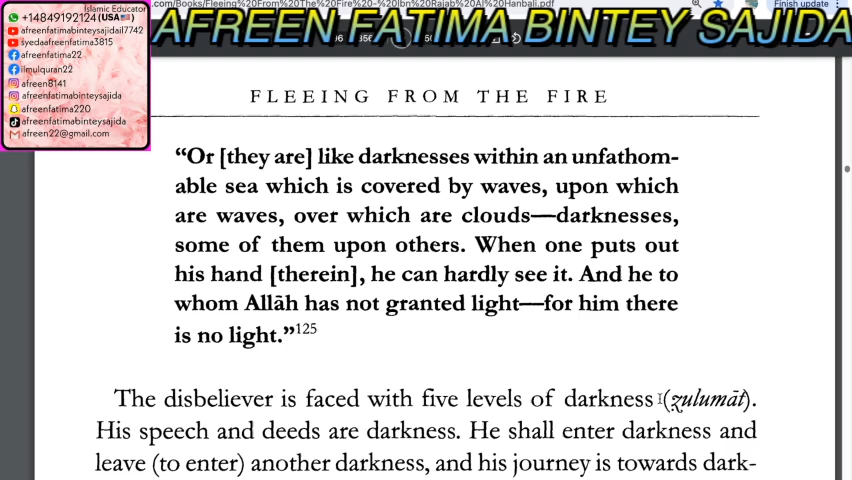 .com/Books/Fleeing%20From%20The%20Fire%20-%20Ibn%20Rajab%20Al%20Hanbali.pdf
Finish update
Islamic Educator
+14849192124 (USA)
afreenfatimabinteysajidail7742
syedaafreenfatima3815
afreenfatima22
ilmulquran22
afreen8141
afreenfatimabinteysajida
afreenfatima220
afreenfatimabinteysajida
afreen22@gmail.com
AFREEN FATIMA BINTEY SAJIDA
FLEEING FROM THE FIRE
“Or [they are] like darknesses within an unfathom-
able sea which is covered by waves, upon which
are waves, over which are clouds—darknesses,
some of them upon others. When one puts out
his hand [therein], he can hardly see it. And he to
whom Allāh has not granted light—for him there
is no light.”125
The disbeliever is faced with five levels of darkness (ẓulumāt).
His speech and deeds are darkness. He shall enter darkness and
leave (to enter) another darkness, and his journey is towards dark-